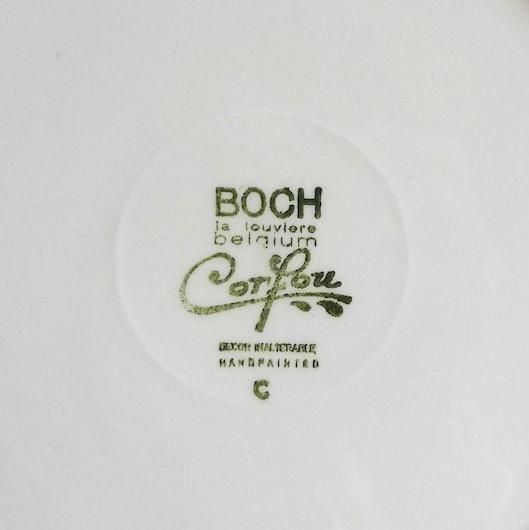 BOCH
la louviere
belgium
Corfou
DECOR INALTERABLE
HANDPAINTED
C